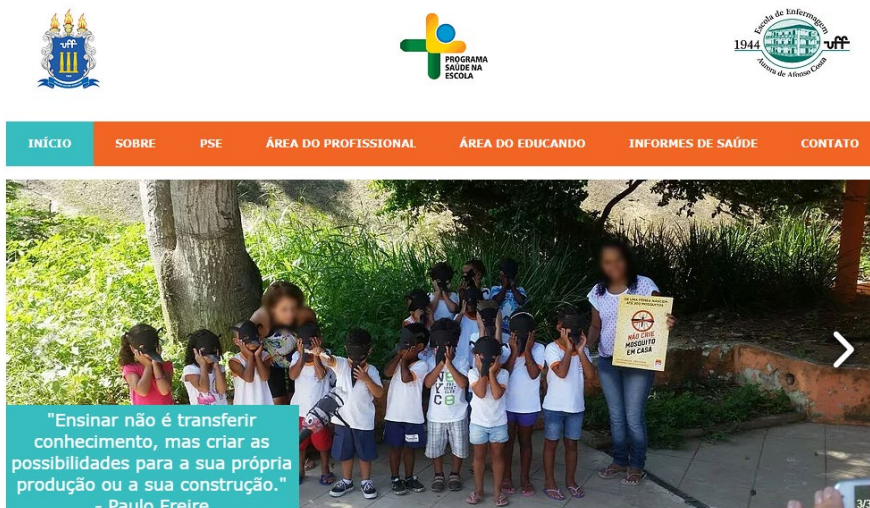 uff
PROGRAMA
SAÚDE NA
ESCOLA
Escola de Enfermagem
1944
uff
Aurora de Afonso Costa
INÍCIO
SOBRE
PSE
ÁREA DO PROFISSIONAL
ÁREA DO EDUCANDO
INFORMES DE SAÚDE
CONTATO
NÃO CRIE
MOSQUITO
EM CASA
"Ensinar não é transferir
conhecimento, mas criar as
possibilidades para a sua própria
produção ou a sua construção."
- Paulo Freire
3/3